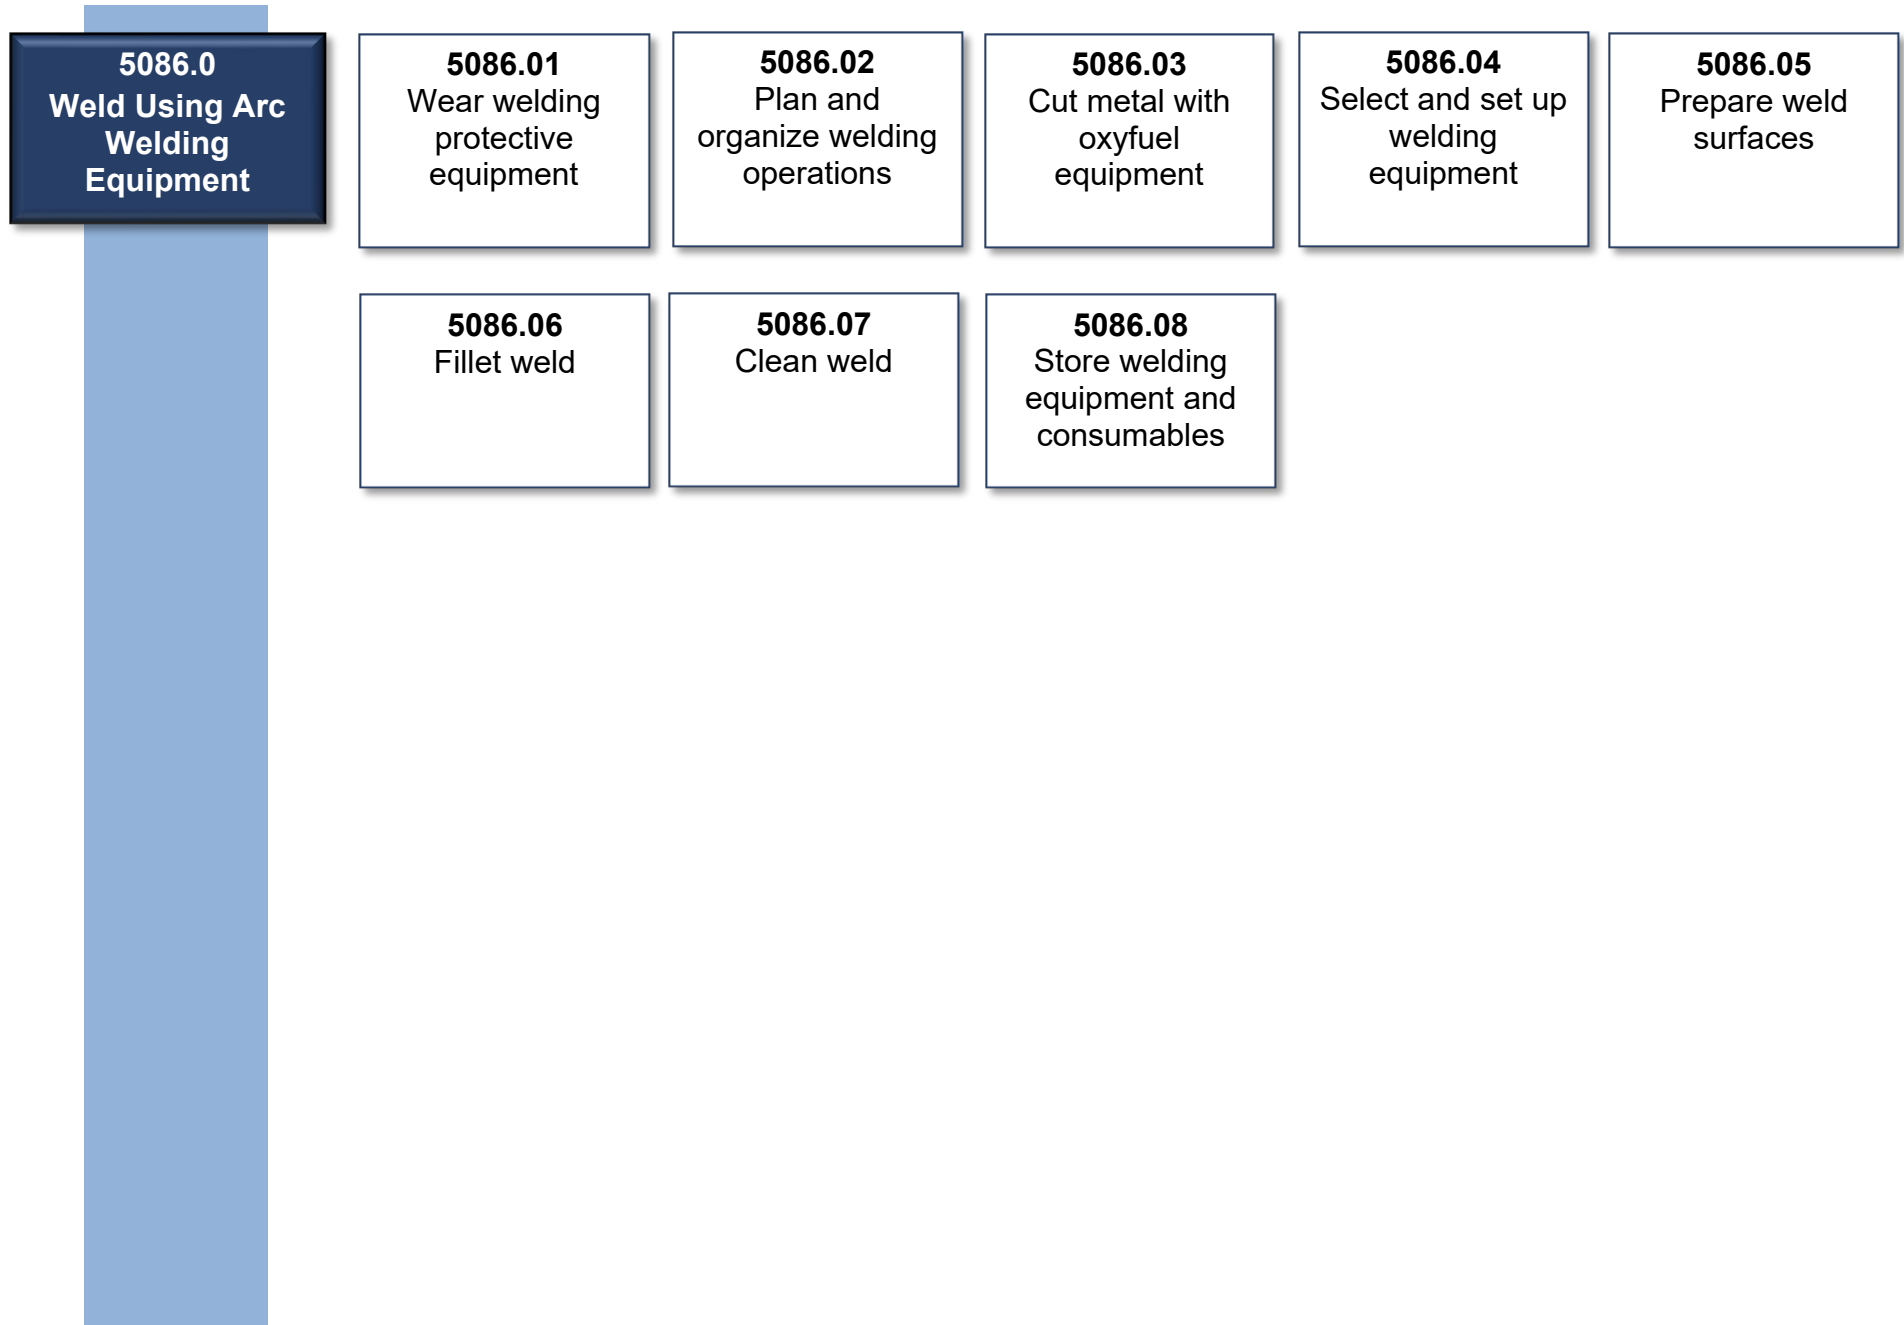 5086.0
Weld Using Arc
Welding
Equipment
5086.01
Wear welding
protective
equipment
5086.02
Plan and
organize welding
operations
5086.03
Cut metal with
oxyfuel
equipment
5086.04
Select and set up
welding
equipment
5086.05
Prepare weld
surfaces
5086.06
Fillet weld
5086.07
Clean weld
5086.08
Store welding
equipment and
consumables